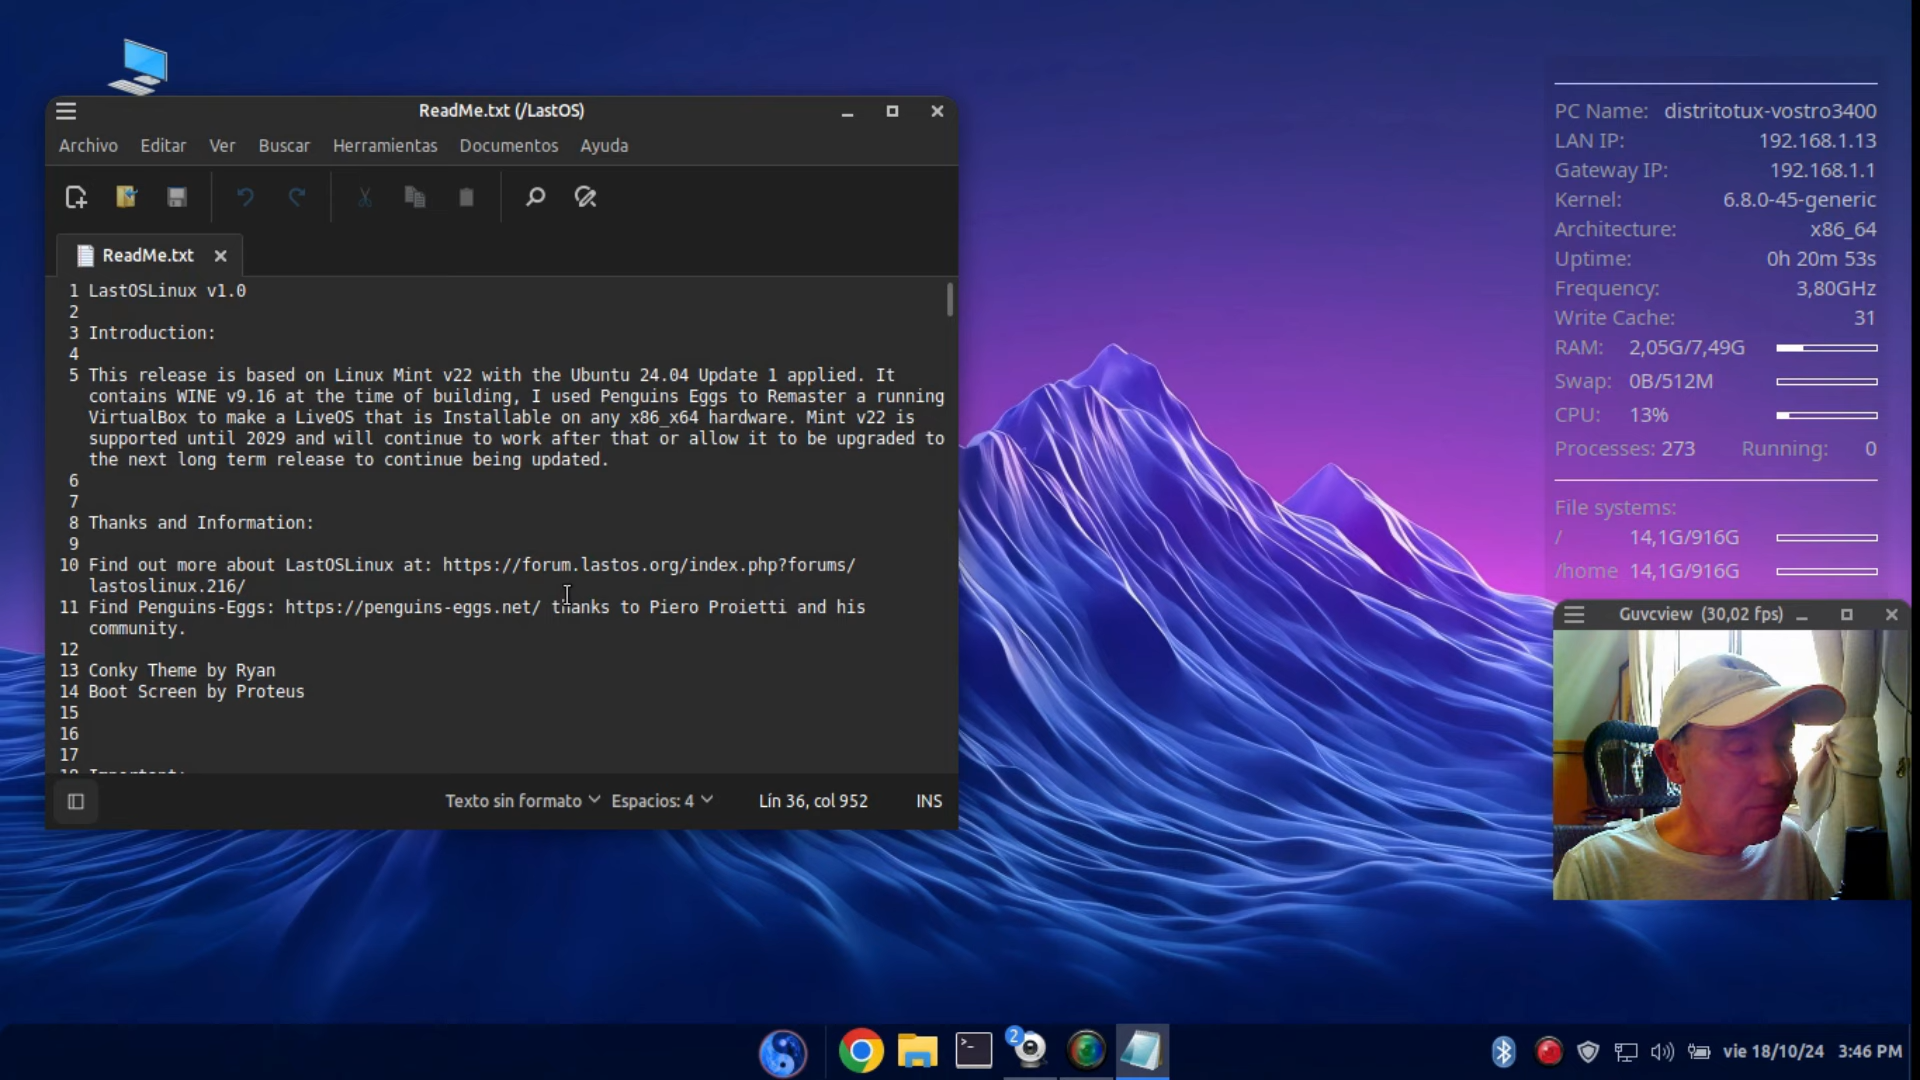 ReadMe.txt (/LastOS)
Archivo Editar Ver Buscar Herramientas Documentos Ayuda
ReadMe.txt
1 LastOSLinux v1.0
2
3 Introduction:
4
5 This release is based on Linux Mint v22 with the Ubuntu 24.04 Update 1 applied. It
contains WINE v9.16 at the time of building, I used Penguins Eggs to Remaster a running
VirtualBox to make a LiveOS that is Installable on any x86_x64 hardware. Mint v22 is
supported until 2029 and will continue to work after that or allow it to be upgraded to
the next long term release to continue being updated.
6
7
8 Thanks and Information:
9
10 Find out more about LastOSLinux at: https://forum.lastos.org/index.php?forums/
lastoslinux.216/
11 Find Penguins-Eggs: https://penguins-eggs.net/ thanks to Piero Proietti and his
community.
12
13 Conky Theme by Ryan
14 Boot Screen by Proteus
15
16
17
18 Important:
Texto sin formato Espacios: 4 Lín 36, col 952 INS
PC Name: distritotux-vostro3400
LAN IP: 192.168.1.13
Gateway IP: 192.168.1.1
Kernel: 6.8.0-45-generic
Architecture: x86_64
Uptime: 0h 20m 53s
Frequency: 3,80GHz
Write Cache: 31
RAM: 2,05G/7,49G
Swap: 0B/512M
CPU: 13%
Processes: 273 Running: 0
File systems:
/ 14,1G/916G
/home 14,1G/916G
Guvcview (30,02 fps)
2
vie 18/10/24 3:46 PM